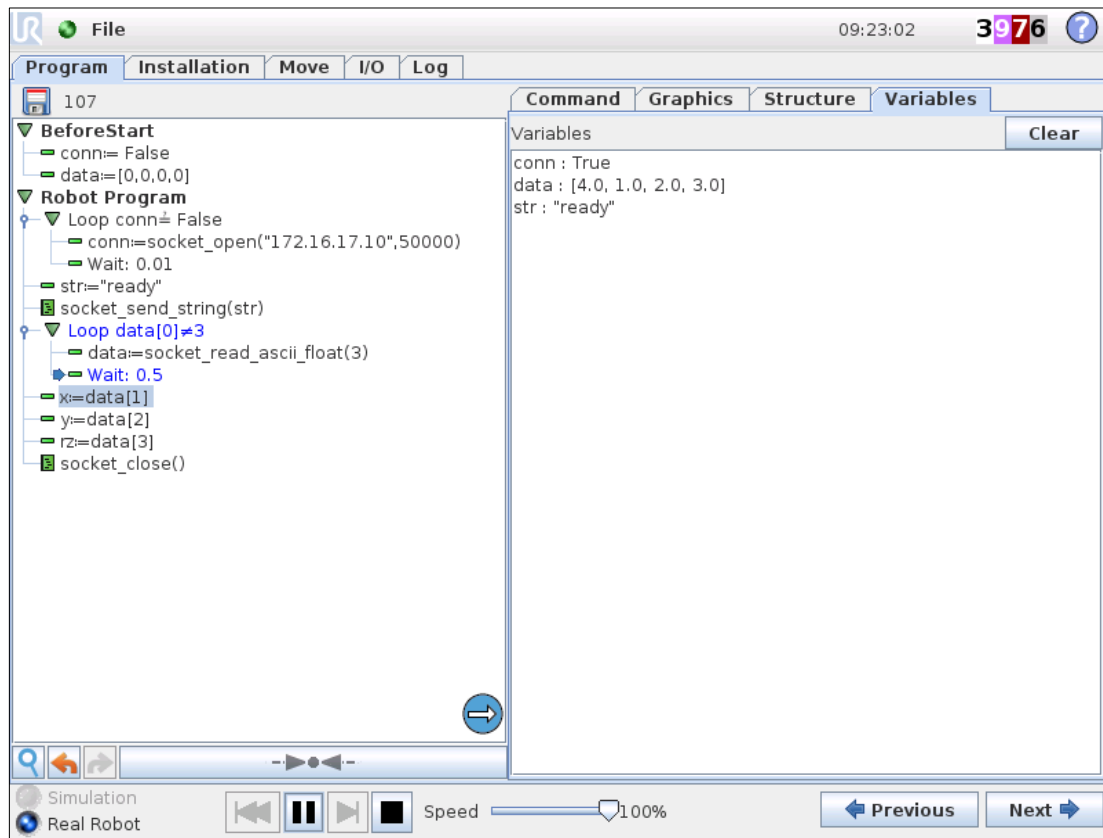 UR File 09:23:02 3976 ?
Program Installation Move I/O Log
107
Command Graphics Structure Variables
BeforeStart
conn≔ False
data≔[0,0,0,0]
Robot Program
Loop conn≟ False
conn≔socket_open("172.16.17.10",50000)
Wait: 0.01
str≔"ready"
socket_send_string(str)
Loop data[0]≠3
data≔socket_read_ascii_float(3)
Wait: 0.5
x≔data[1]
y≔data[2]
rz≔data[3]
socket_close()
Variables Clear
conn : True
data : [4.0, 1.0, 2.0, 3.0]
str : "ready"
Simulation
Real Robot
Speed 100%
Previous Next